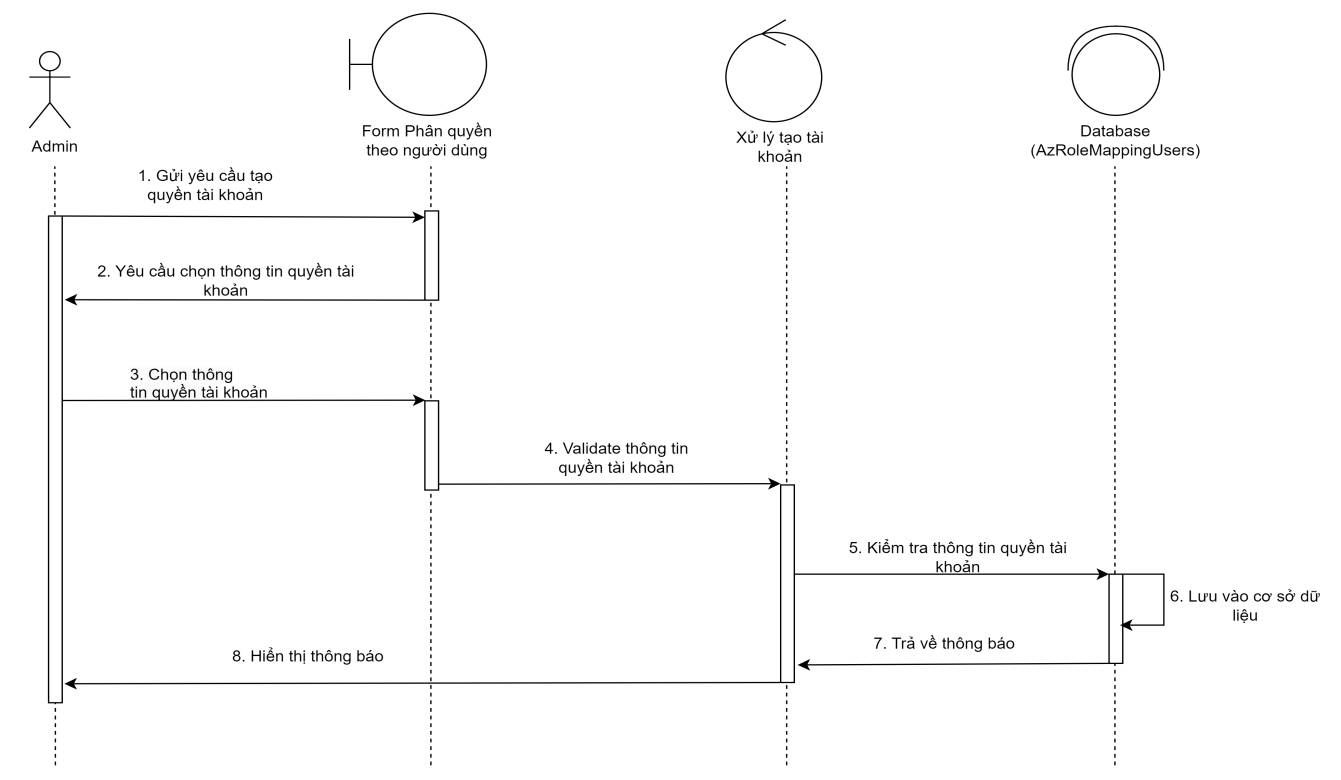 Admin
Form Phân quyền
theo người dùng
Xử lý tạo tài
khoản
Database
(AzRoleMappingUsers)
1. Gửi yêu cầu tạo
quyền tài khoản
2. Yêu cầu chọn thông tin quyền tài
khoản
3. Chọn thông
tin quyền tài khoản
4. Validate thông tin
quyền tài khoản
5. Kiểm tra thông tin quyền tài
khoản
6. Lưu vào cơ sở dữ
liệu
7. Trả về thông báo
8. Hiển thị thông báo